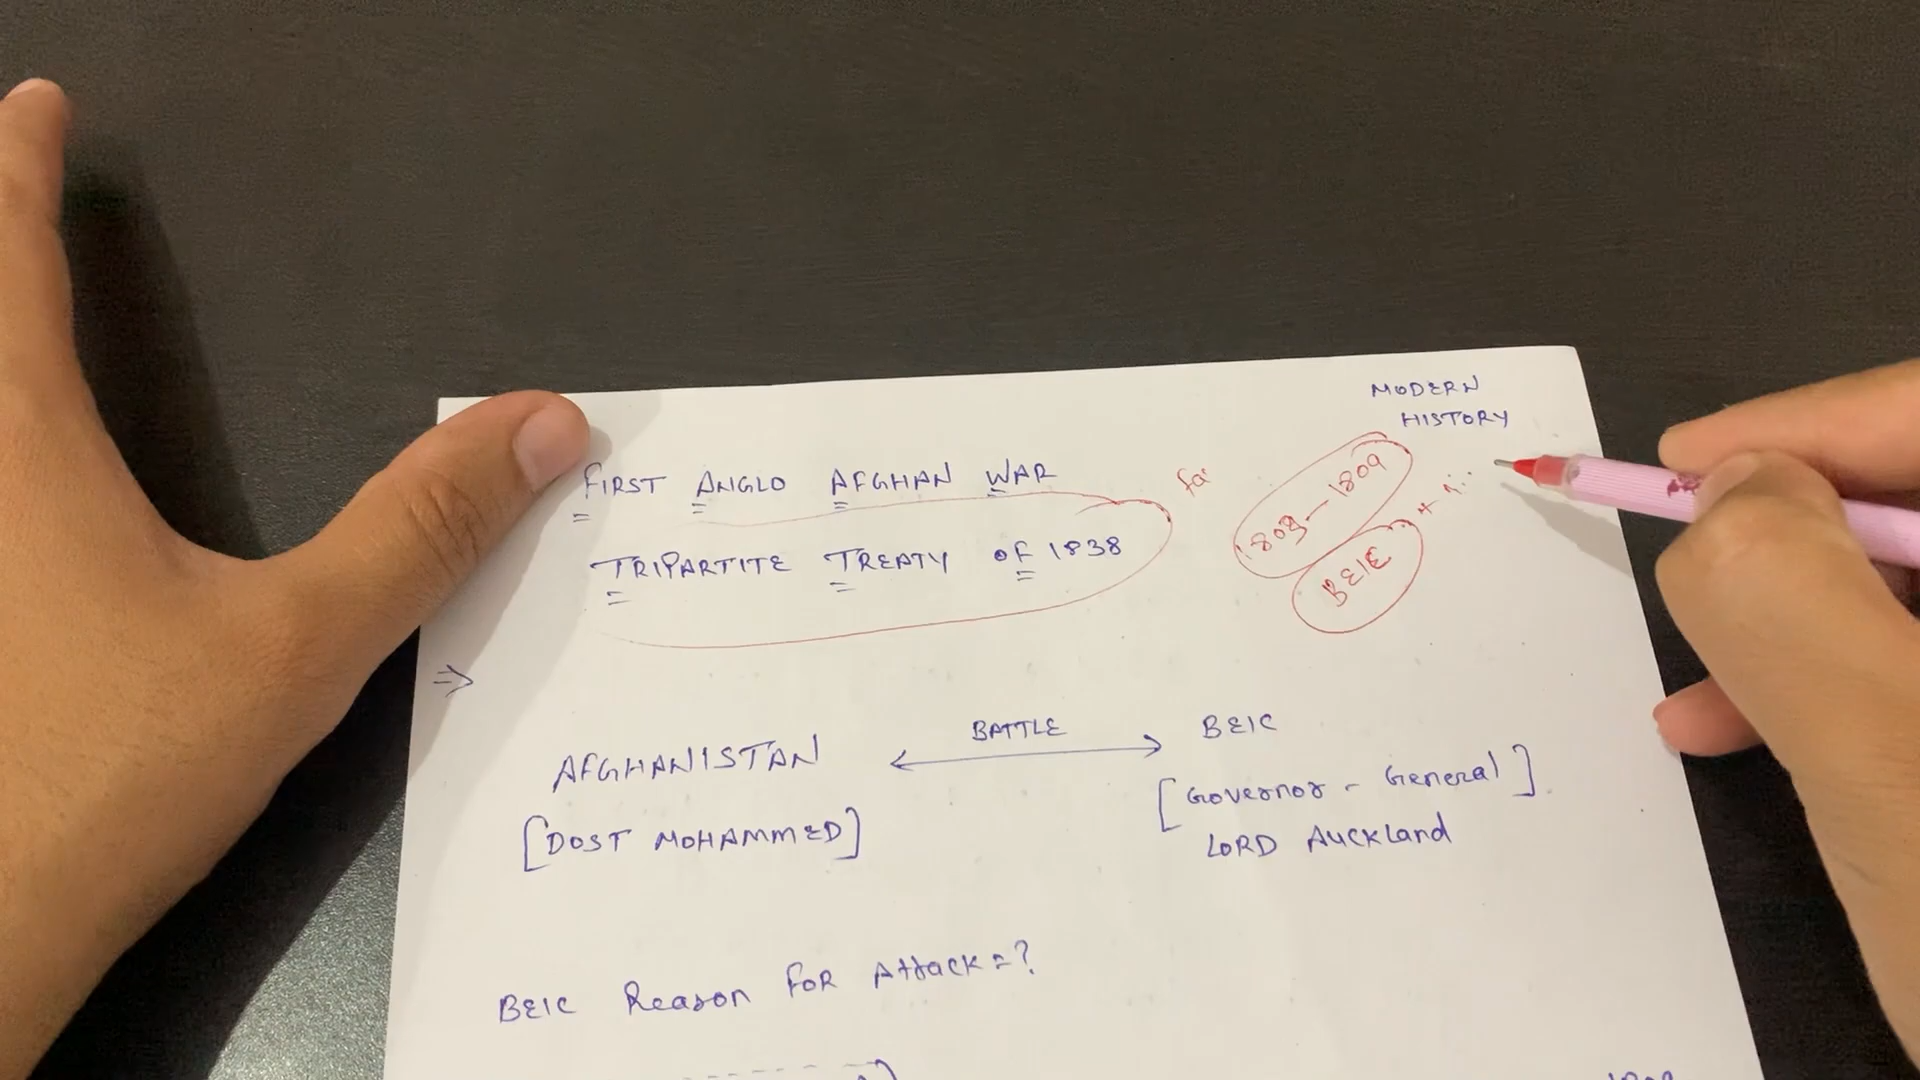 MODERN
HISTORY
FIRST ANGLO AFGHAN WAR
TRIPARTITE TREATY OF 1838
1809
BEIC
=>
AFGHANISTAN
BATTLE
BEIC
[DOST MOHAMMED]
[Governor - General]
LORD Auckland
BEIC Reason FOR Attack = ?